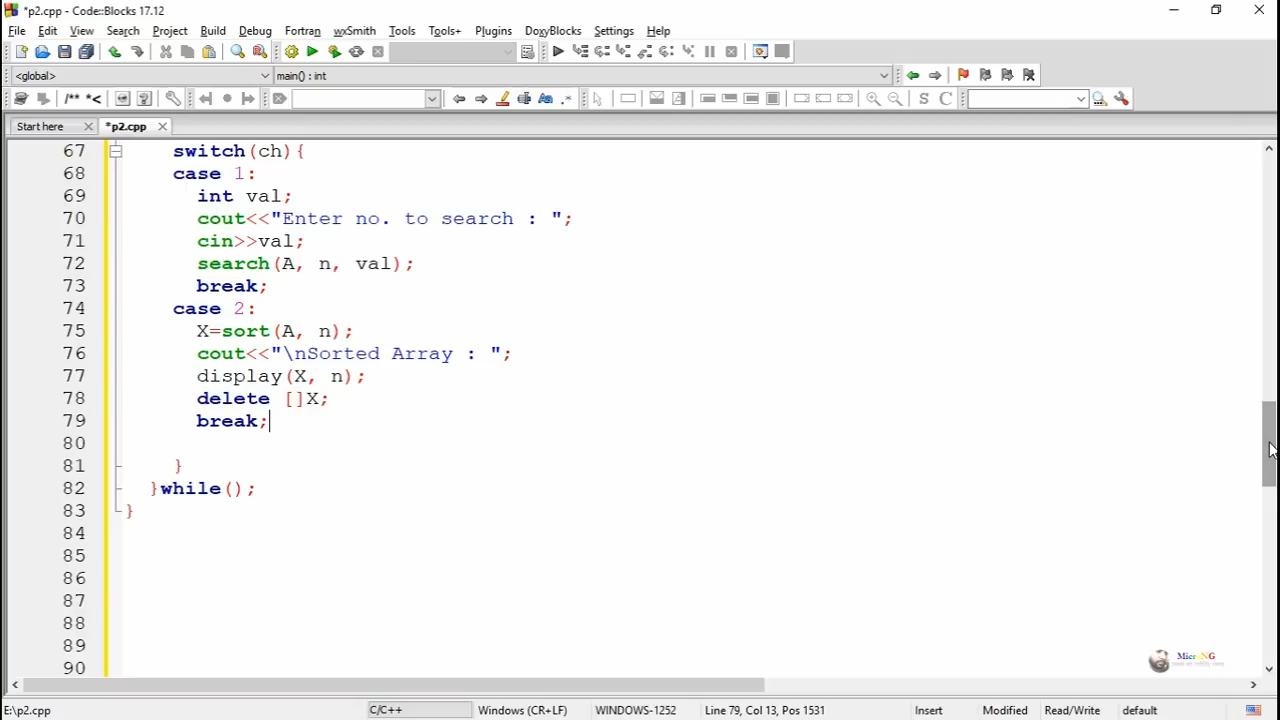 *p2.cpp - Code::Blocks 17.12
File Edit View Search Project Build Debug Fortran wxSmith Tools Tools+ Plugins DoxyBlocks Settings Help
<global> main() : int
/** *< .* S C
Start here *p2.cpp
67 switch(ch){
68 case 1:
69 int val;
70 cout<<"Enter no. to search : ";
71 cin>>val;
72 search(A, n, val);
73 break;
74 case 2:
75 X=sort(A, n);
76 cout<<"\nSorted Array : ";
77 display(X, n);
78 delete []X;
79 break;
80
81 }
82 }while();
83 }
84
85
86
87
88
89
90
MicroNG
E:\p2.cpp C/C++ Windows (CR+LF) WINDOWS-1252 Line 79, Col 13, Pos 1531 Insert Modified Read/Write default